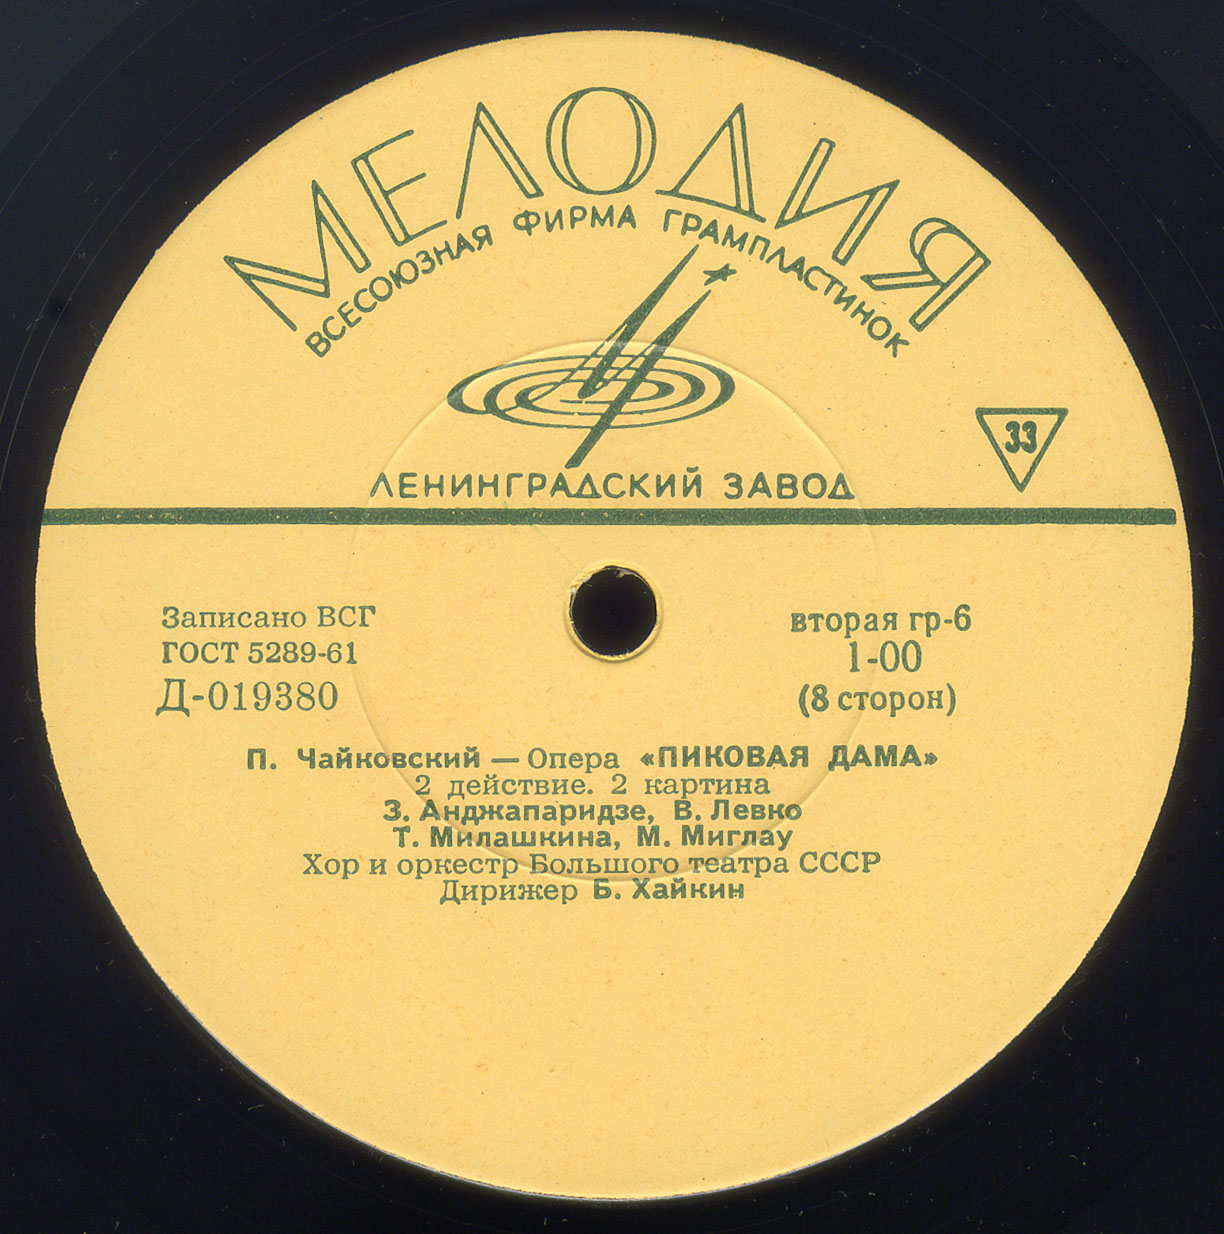 МЕЛОДИЯ
ВСЕСОЮЗНАЯ ФИРМА ГРАМПЛАСТИНОК
33
ЛЕНИНГРАДСКИЙ ЗАВОД
Записано ВСГ
ГОСТ 5289-61
Д-019380
вторая гр-6
1-00
(8 сторон)
П. Чайковский — Опера «ПИКОВАЯ ДАМА»
2 действие. 2 картина
З. Анджапаридзе, В. Левко
Т. Милашкина, М. Миглау
Хор и оркестр Большого театра СССР
Дирижер Б. Хайкин